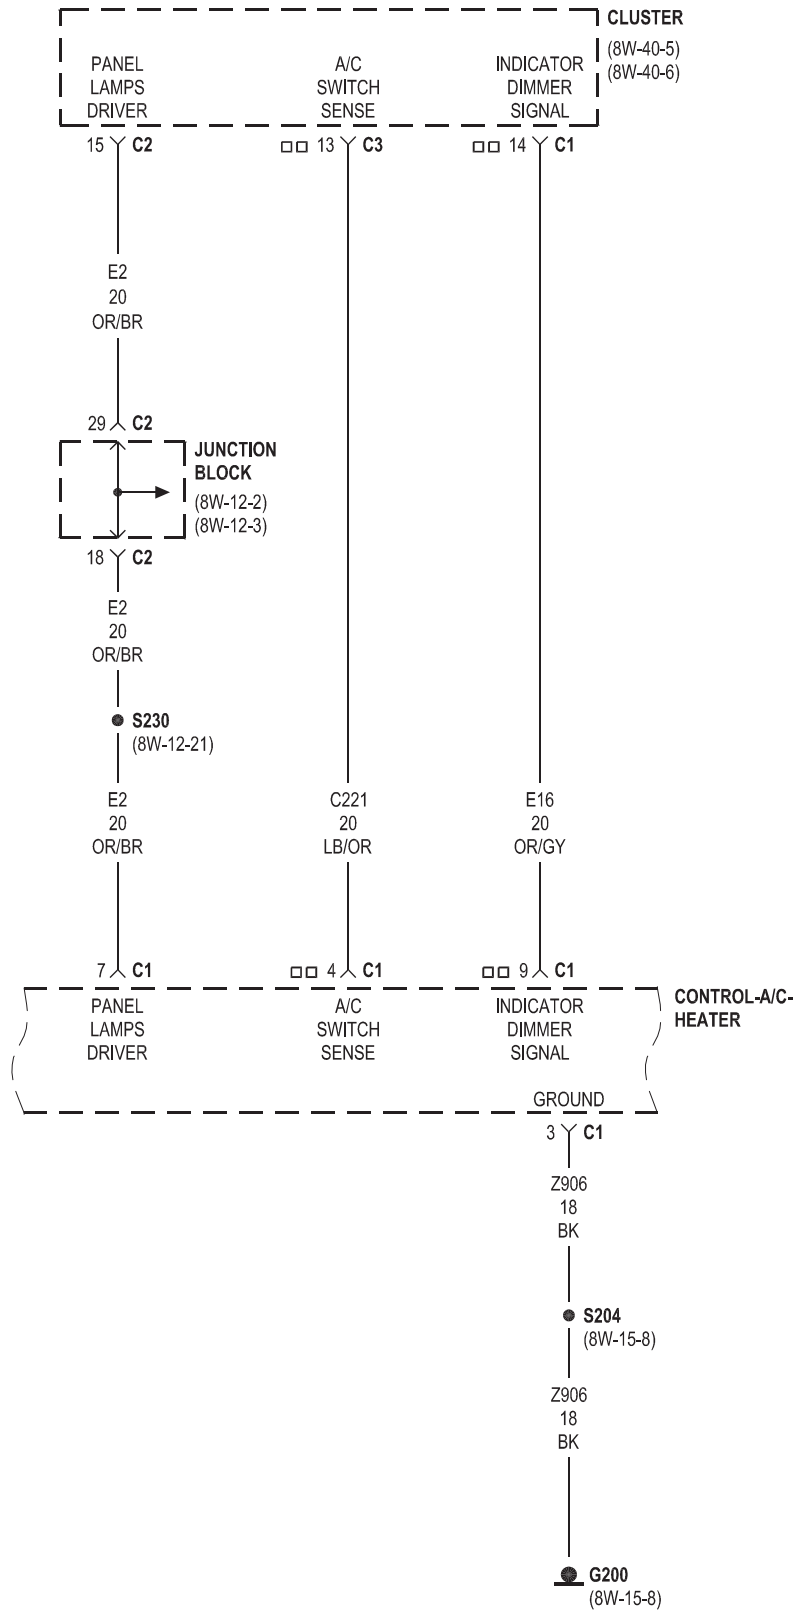 CLUSTER
(8W-40-5)
(8W-40-6)
PANEL
LAMPS
DRIVER
A/C
SWITCH
SENSE
INDICATOR
DIMMER
SIGNAL
15 C2
□□ 13 C3
□□ 14 C1
E2
20
OR/BR
29 C2
JUNCTION
BLOCK
(8W-12-2)
(8W-12-3)
18 C2
E2
20
OR/BR
S230
(8W-12-21)
E2
20
OR/BR
C221
20
LB/OR
E16
20
OR/GY
7 C1
□□ 4 C1
□□ 9 C1
CONTROL-A/C-
HEATER
PANEL
LAMPS
DRIVER
A/C
SWITCH
SENSE
INDICATOR
DIMMER
SIGNAL
GROUND
3 C1
Z906
18
BK
S204
(8W-15-8)
Z906
18
BK
G200
(8W-15-8)